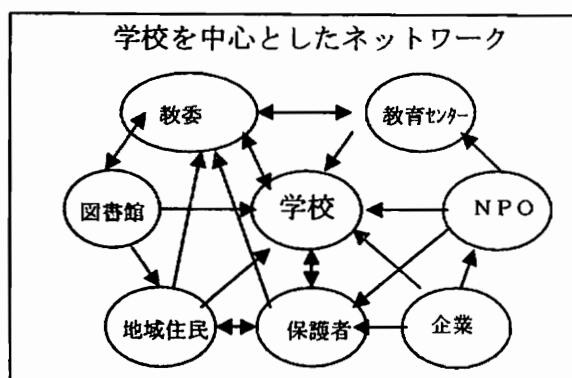 学校を中心としたネットワーク
教委
教育センター
図書館
学校
NPO
地域住民
保護者
企業